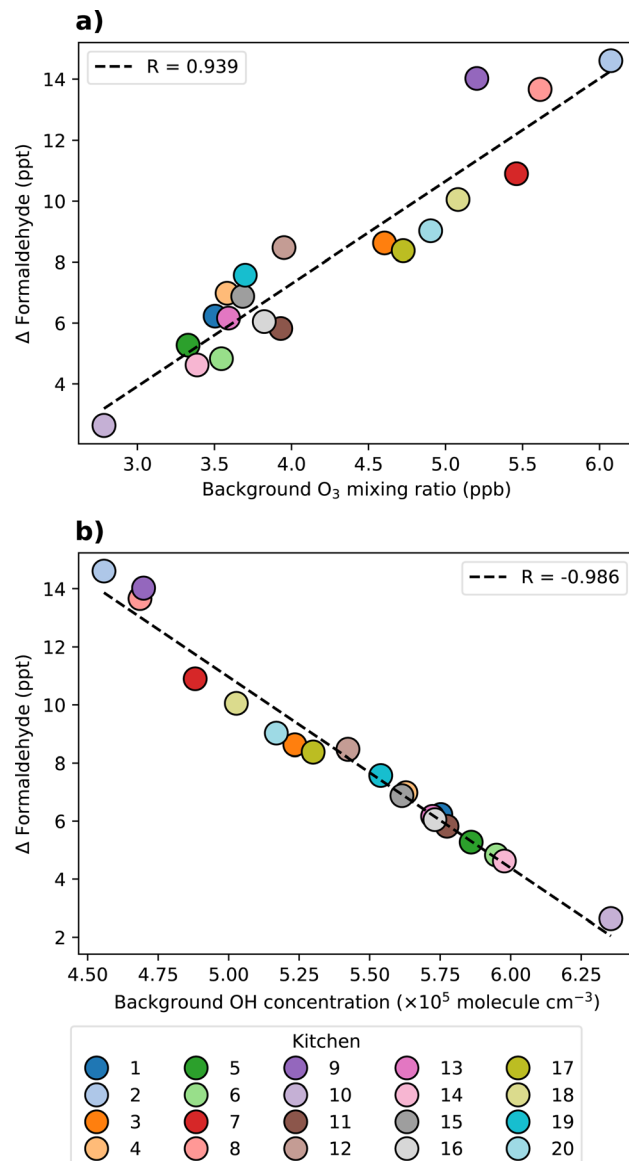 a)
R = 0.939
Δ Formaldehyde (ppt)
14
12
10
8
6
4
3.0 3.5 4.0 4.5 5.0 5.5 6.0
Background O₃ mixing ratio (ppb)
b)
R = -0.986
Δ Formaldehyde (ppt)
14
12
10
8
6
4
2
4.50 4.75 5.00 5.25 5.50 5.75 6.00 6.25
Background OH concentration (×10⁵ molecule cm⁻³)
Kitchen
1 5 9 13 17
2 6 10 14 18
3 7 11 15 19
4 8 12 16 20